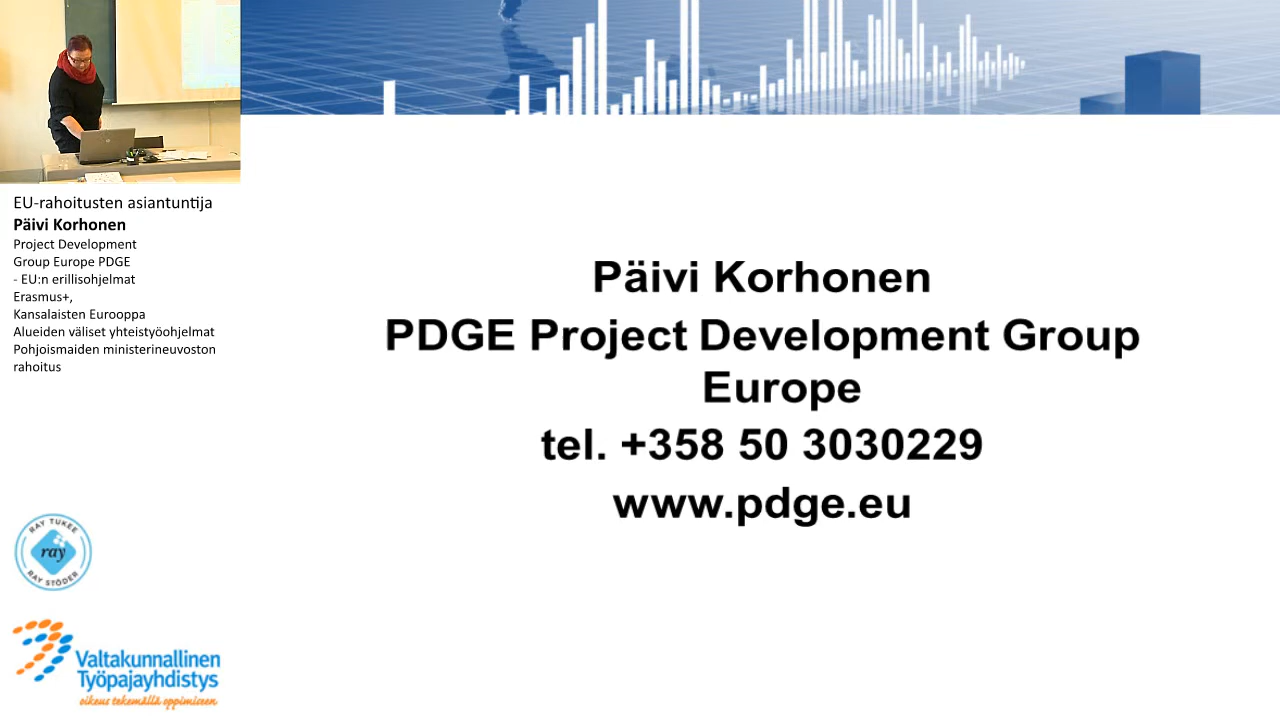 EU-rahoitusten asiantuntija
Päivi Korhonen
Project Development
Group Europe PDGE
- EU:n erillisohjelmat
Erasmus+,
Kansalaisten Eurooppa
Alueiden väliset yhteistyöohjelmat
Pohjoismaiden ministerineuvoston
rahoitus
RAY TUKEE
ray
RAY STÖDER
Valtakunnallinen
Työpajayhdistys
oikeus tekemällä oppimiseen
Päivi Korhonen
PDGE Project Development Group
Europe
tel. +358 50 3030229
www.pdge.eu